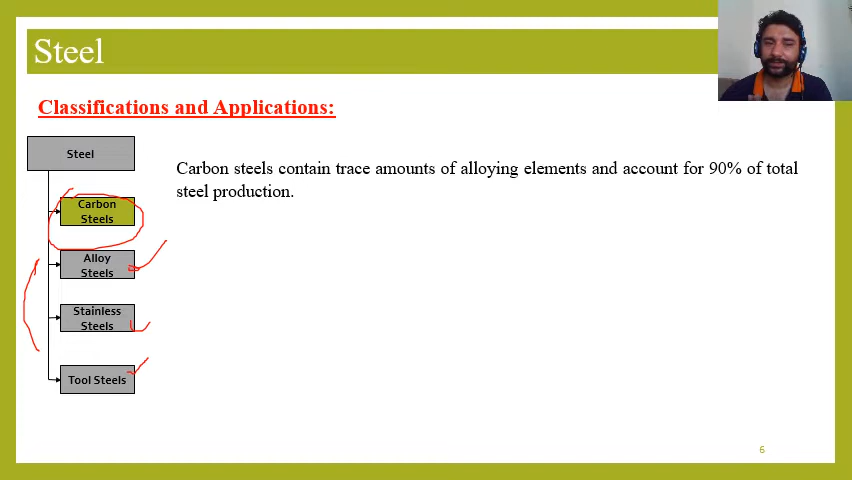 Steel
Classifications and Applications:
Steel
Carbon
Steels
Alloy
Steels
Stainless
Steels
Tool Steels
Carbon steels contain trace amounts of alloying elements and account for 90% of total
steel production.
6